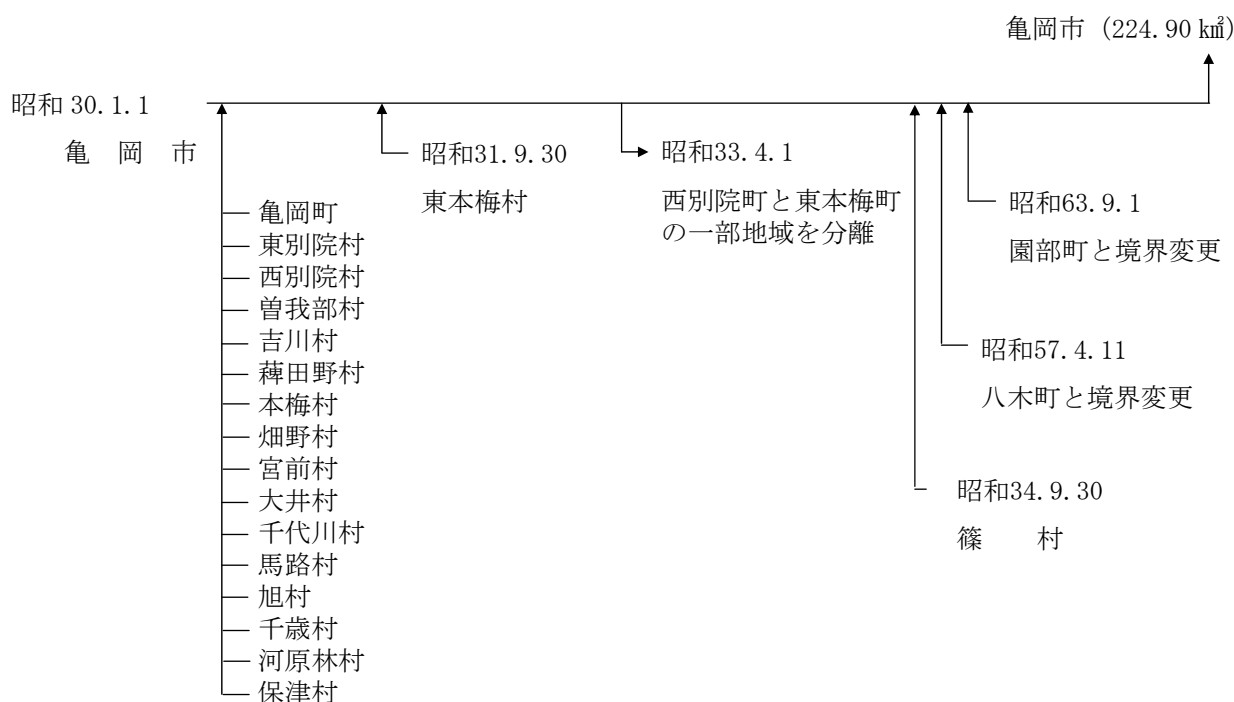 亀岡市 (224.90 k㎡)
昭和 30.1.1
亀 岡 市
亀岡町
東別院村
西別院村
曽我部村
吉川村
薭田野村
本梅村
畑野村
宮前村
大井村
千代川村
馬路村
旭村
千歳村
河原林村
保津村
昭和31.9.30
東本梅村
昭和33.4.1
西別院町と東本梅町
の一部地域を分離
昭和34.9.30
篠 村
昭和57.4.11
八木町と境界変更
昭和63.9.1
園部町と境界変更